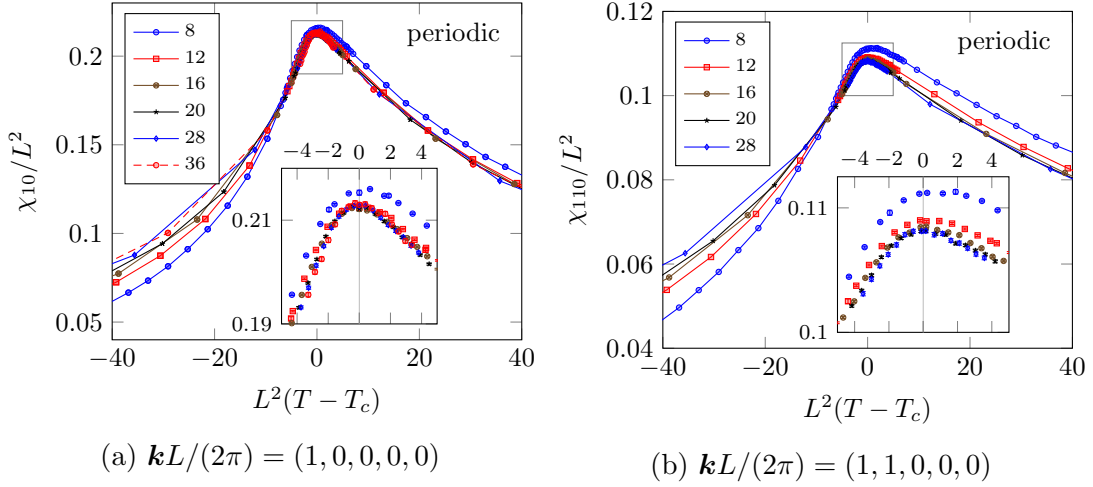 periodic
8
12
16
20
28
36
−4 −2 0 2 4
0.21
0.19
0.2
0.15
0.1
0.05
−40 −20 0 20 40
χ10/L²
L²(T − Tc)
(a) kL/(2π) = (1, 0, 0, 0, 0)
periodic
8
12
16
20
28
−4 −2 0 2 4
0.11
0.1
0.12
0.1
0.08
0.06
0.04
−40 −20 0 20 40
χ110/L²
L²(T − Tc)
(b) kL/(2π) = (1, 1, 0, 0, 0)